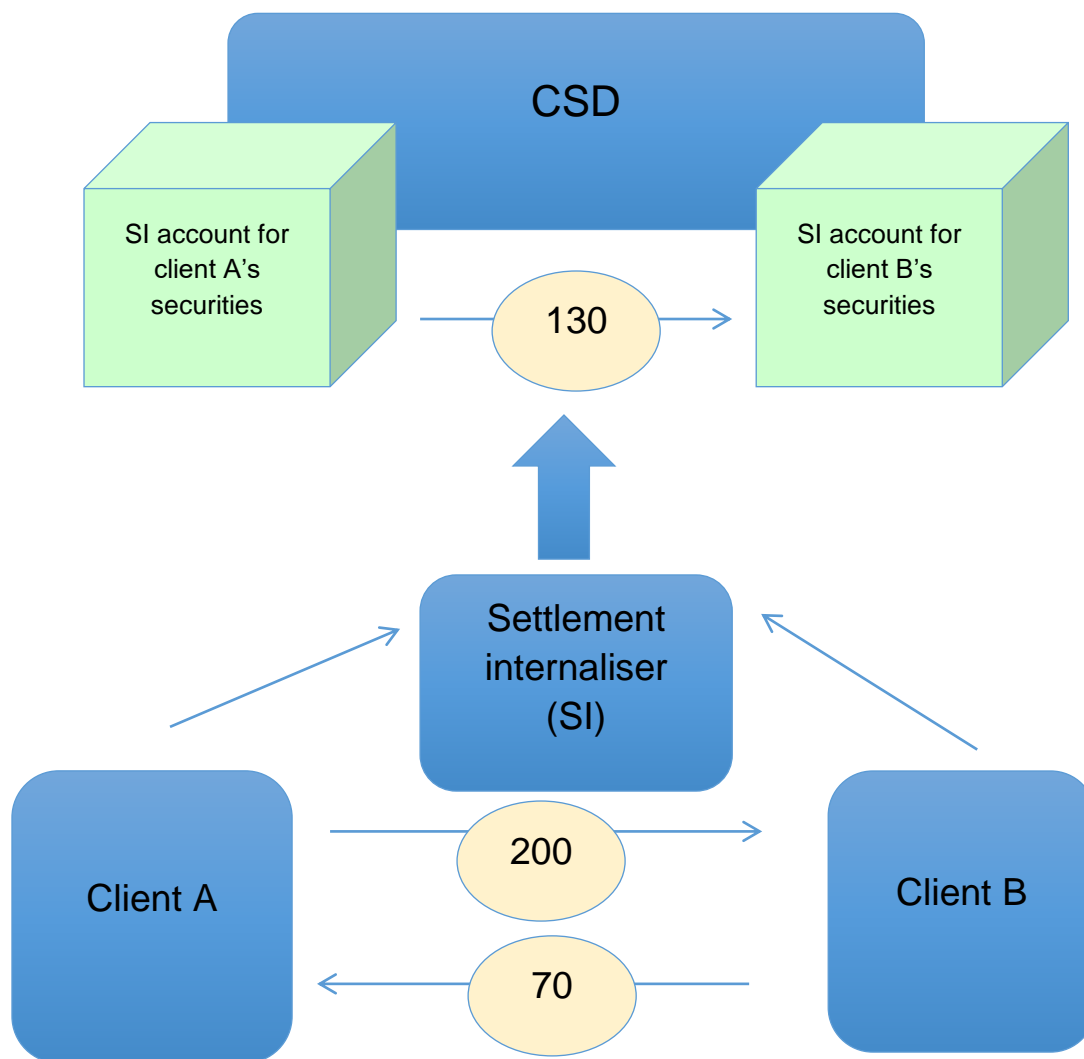 CSD
SI account for
client A's
securities
SI account for
client B's
securities
130
Settlement
internaliser
(SI)
200
Client A
Client B
70